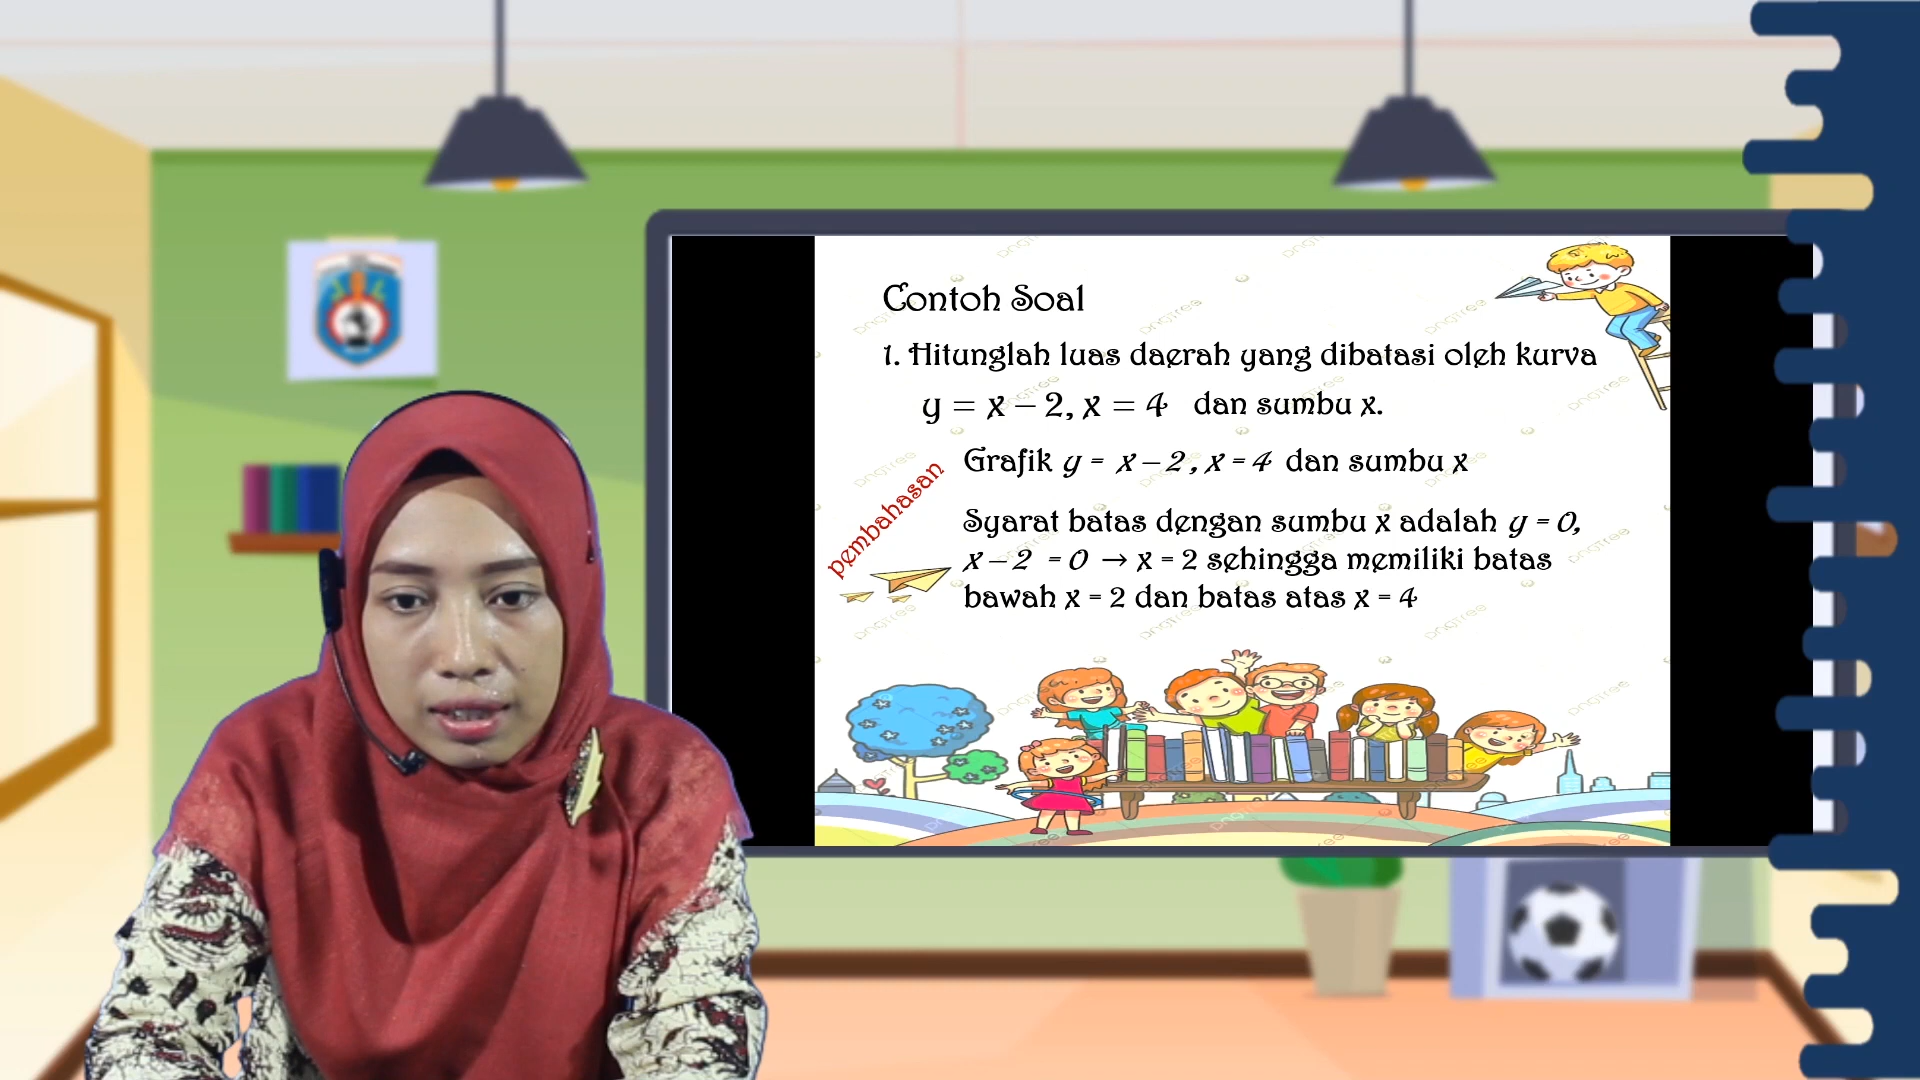 Contoh Soal
1. Hitunglah luas daerah yang dibatasi oleh kurva
y = x – 2, x = 4 dan sumbu x.
pembahasan
Grafik y = x – 2, x = 4 dan sumbu x
Syarat batas dengan sumbu x adalah y = 0,
x – 2 = 0 → x = 2 sehingga memiliki batas
bawah x = 2 dan batas atas x = 4